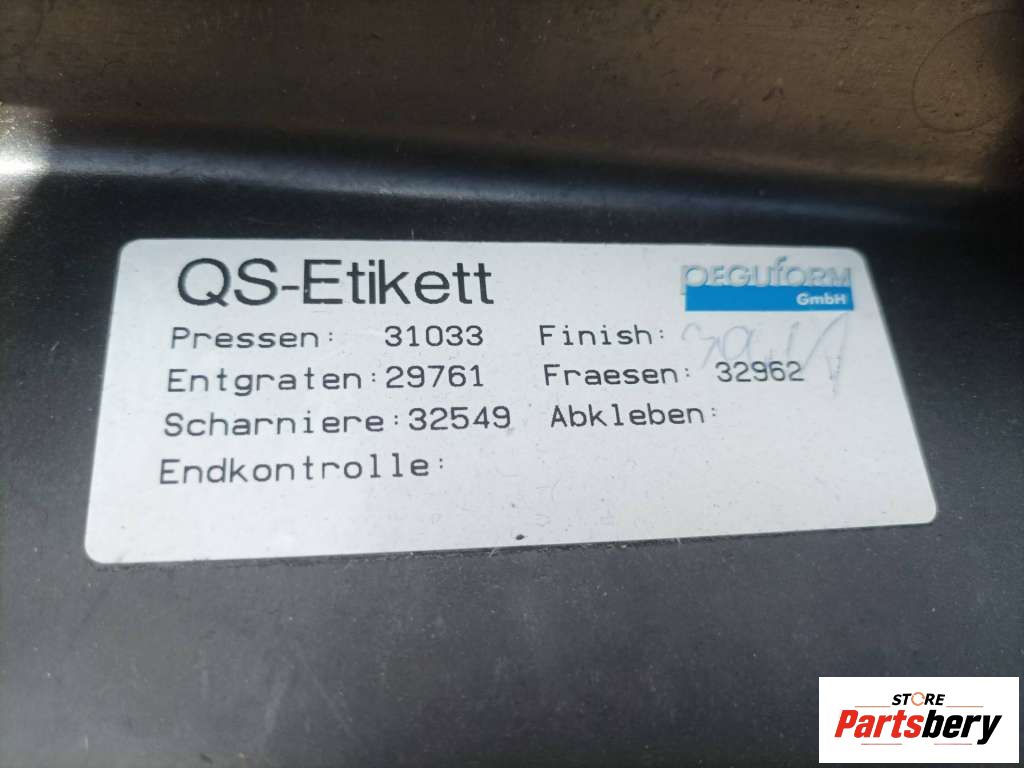 QS-Etikett
PEGUFORM
GmbH
Pressen: 31033 Finish:
Entgraten: 29761 Fraesen: 32962
Scharniere: 32549 Abkleben:
Endkontrolle:
STORE
Partsbery